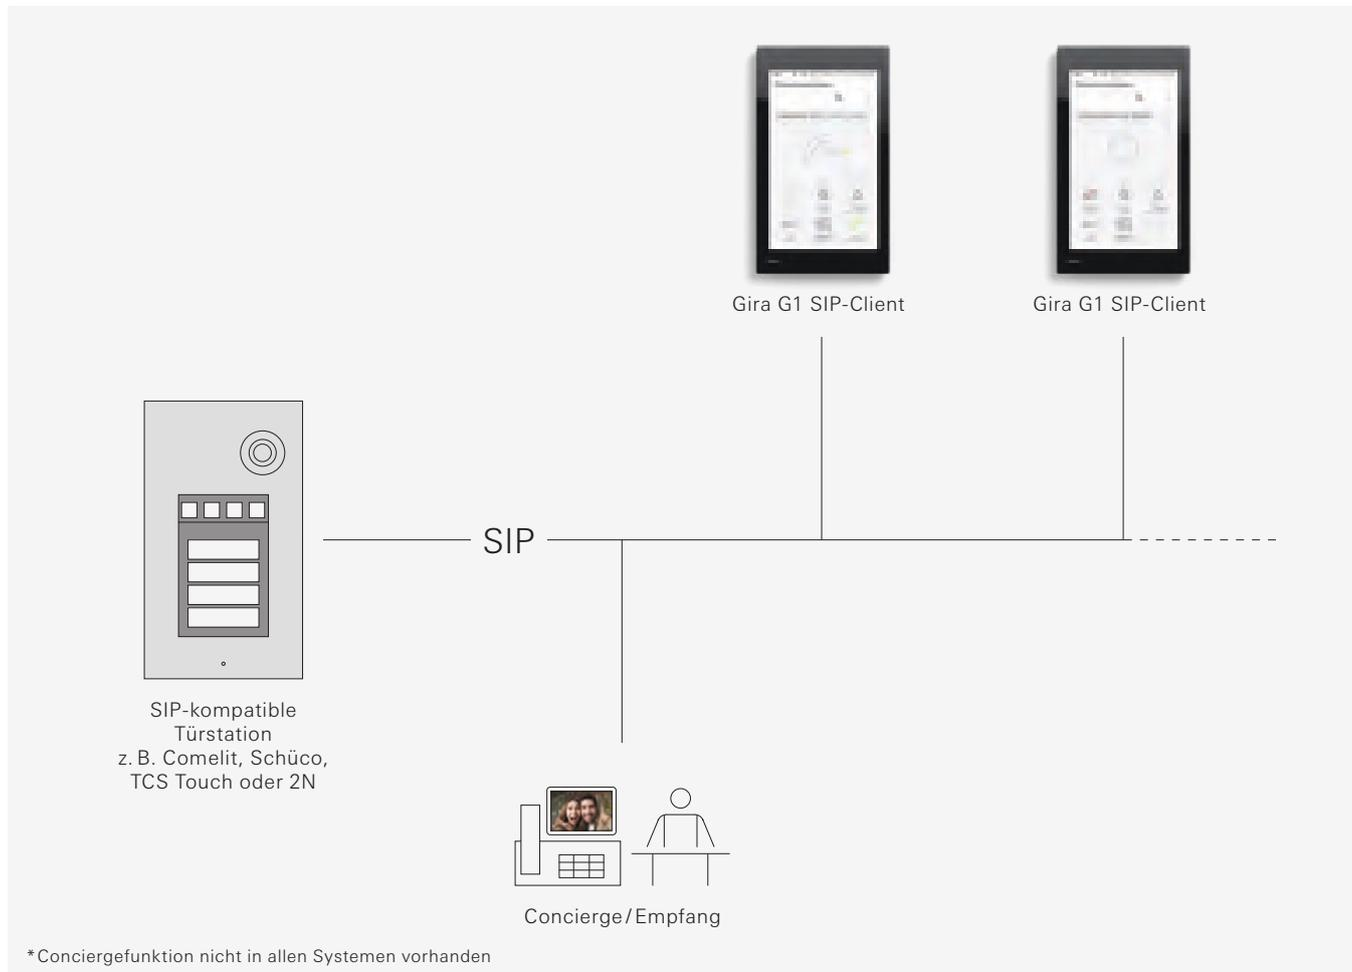 Gira G1 SIP-Client
Gira G1 SIP-Client
SIP
SIP-kompatible
Türstation
z. B. Comelit, Schüco,
TCS Touch oder 2N
Concierge/Empfang
*Conciergefunktion nicht in allen Systemen vorhanden